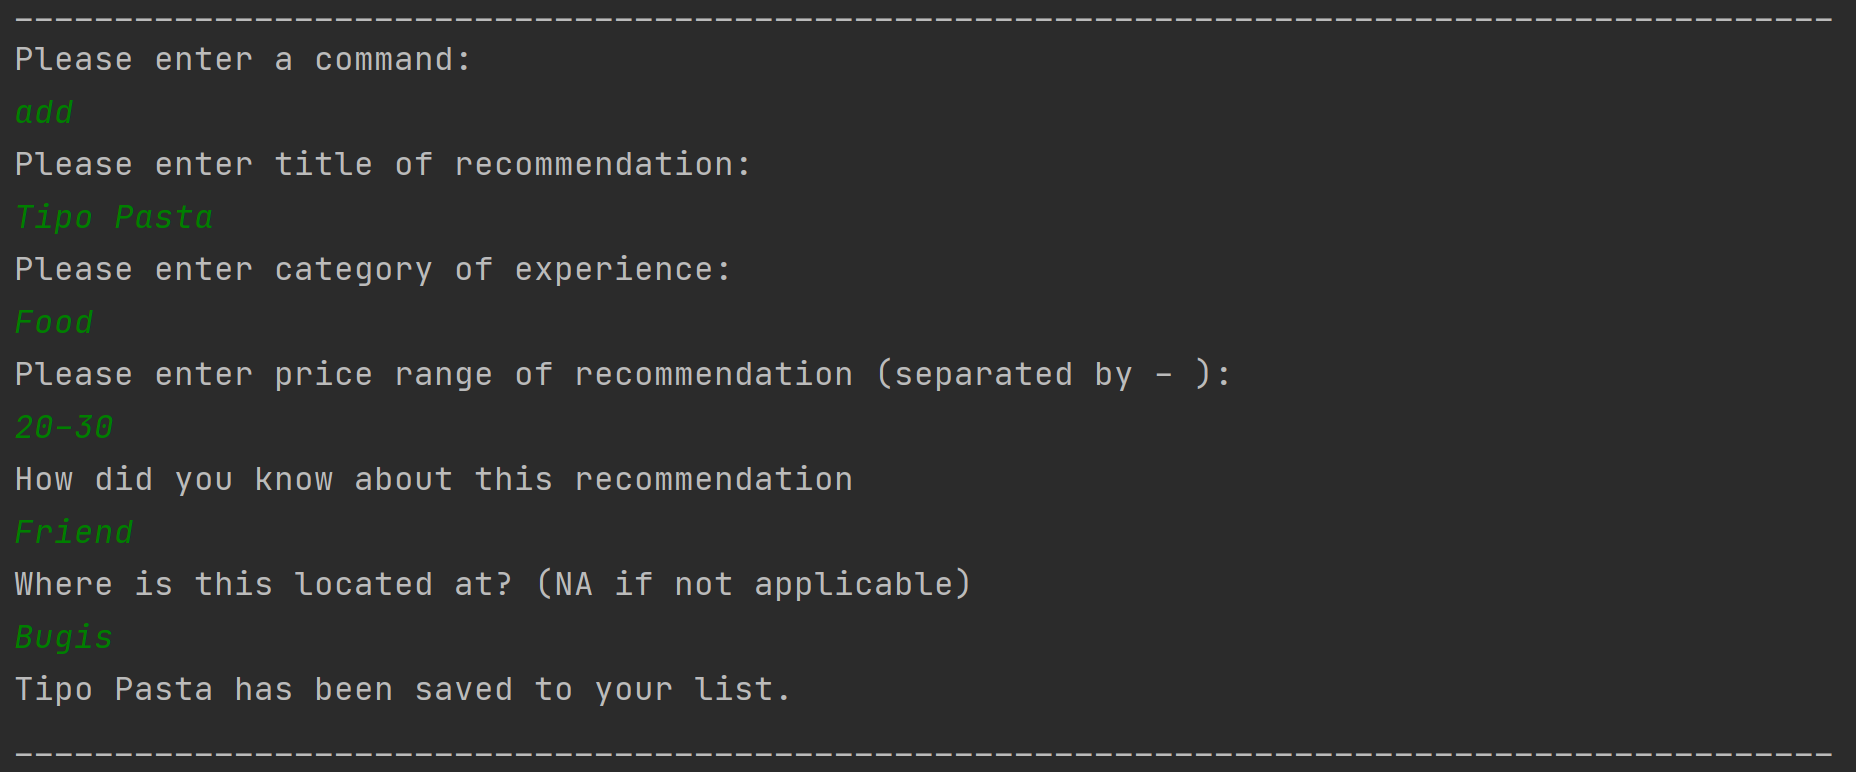 -------------------------------------------------------------------------------------------
Please enter a command:
add
Please enter title of recommendation:
Tipo Pasta
Please enter category of experience:
Food
Please enter price range of recommendation (separated by - ):
20-30
How did you know about this recommendation
Friend
Where is this located at? (NA if not applicable)
Bugis
Tipo Pasta has been saved to your list.
-------------------------------------------------------------------------------------------